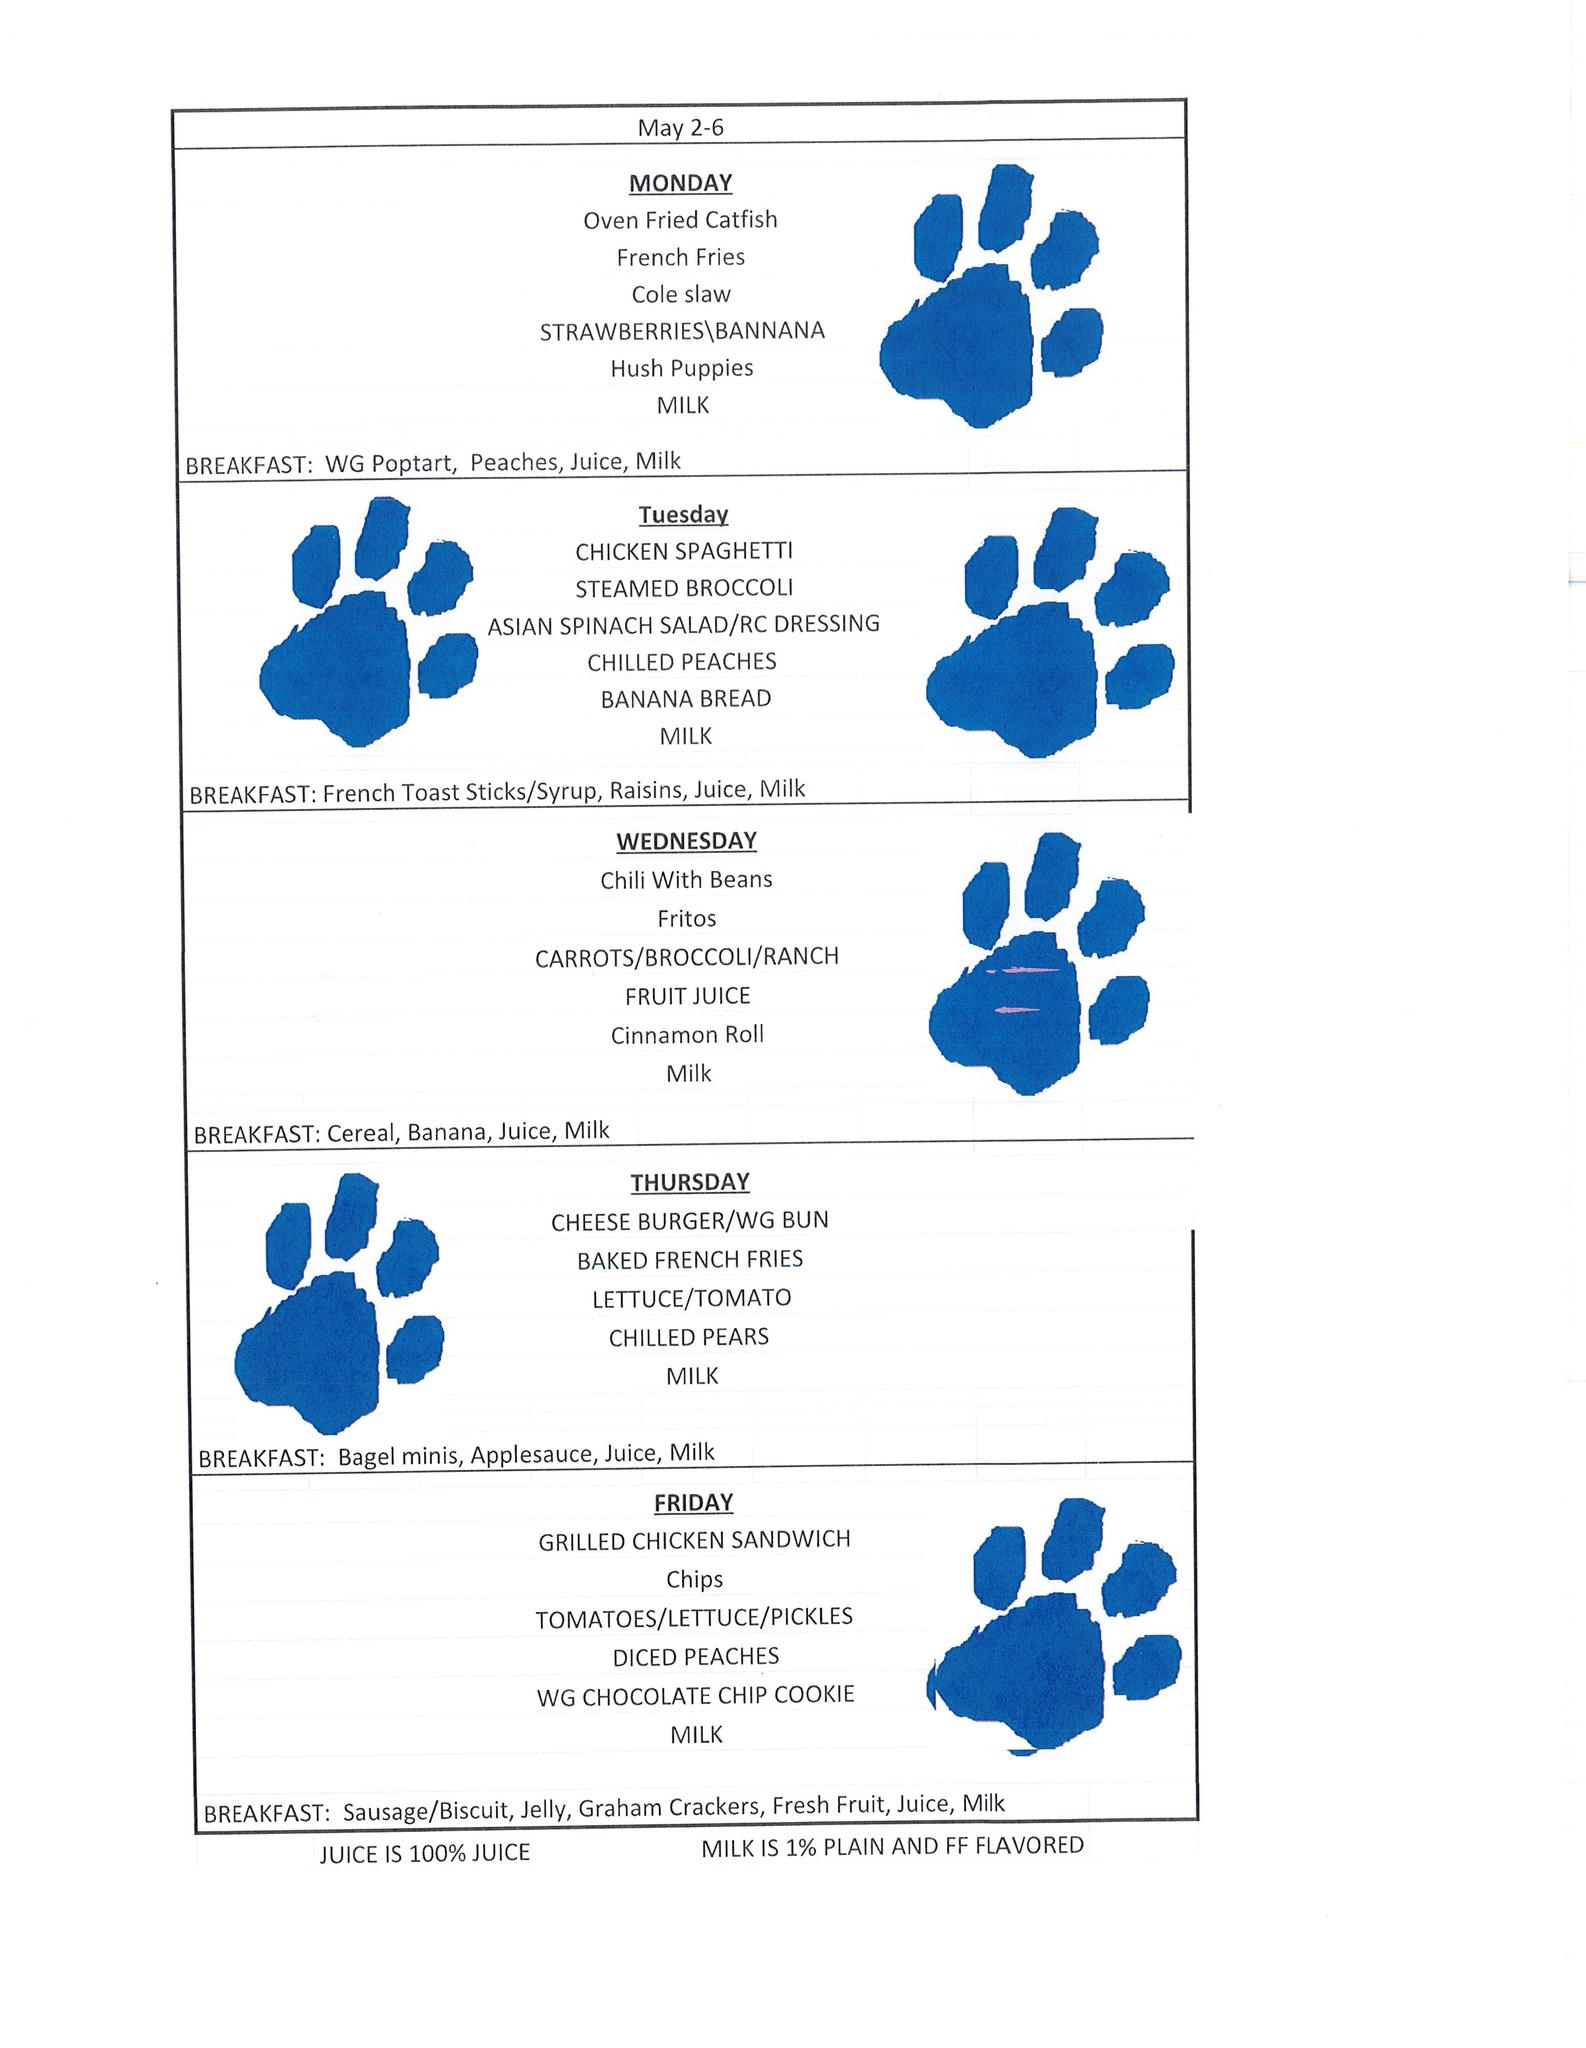 May 2-6
MONDAY
Oven Fried Catfish
French Fries
Cole slaw
STRAWBERRIES\BANNANA
Hush Puppies
MILK
BREAKFAST: WG Poptart, Peaches, Juice, Milk
Tuesday
CHICKEN SPAGHETTI
STEAMED BROCCOLI
ASIAN SPINACH SALAD/RC DRESSING
CHILLED PEACHES
BANANA BREAD
MILK
BREAKFAST: French Toast Sticks/Syrup, Raisins, Juice, Milk
WEDNESDAY
Chili With Beans
Fritos
CARROTS/BROCCOLI/RANCH
FRUIT JUICE
Cinnamon Roll
Milk
BREAKFAST: Cereal, Banana, Juice, Milk
THURSDAY
CHEESE BURGER/WG BUN
BAKED FRENCH FRIES
LETTUCE/TOMATO
CHILLED PEARS
MILK
BREAKFAST: Bagel minis, Applesauce, Juice, Milk
FRIDAY
GRILLED CHICKEN SANDWICH
Chips
TOMATOES/LETTUCE/PICKLES
DICED PEACHES
WG CHOCOLATE CHIP COOKIE
MILK
BREAKFAST: Sausage/Biscuit, Jelly, Graham Crackers, Fresh Fruit, Juice, Milk
JUICE IS 100% JUICE MILK IS 1% PLAIN AND FF FLAVORED